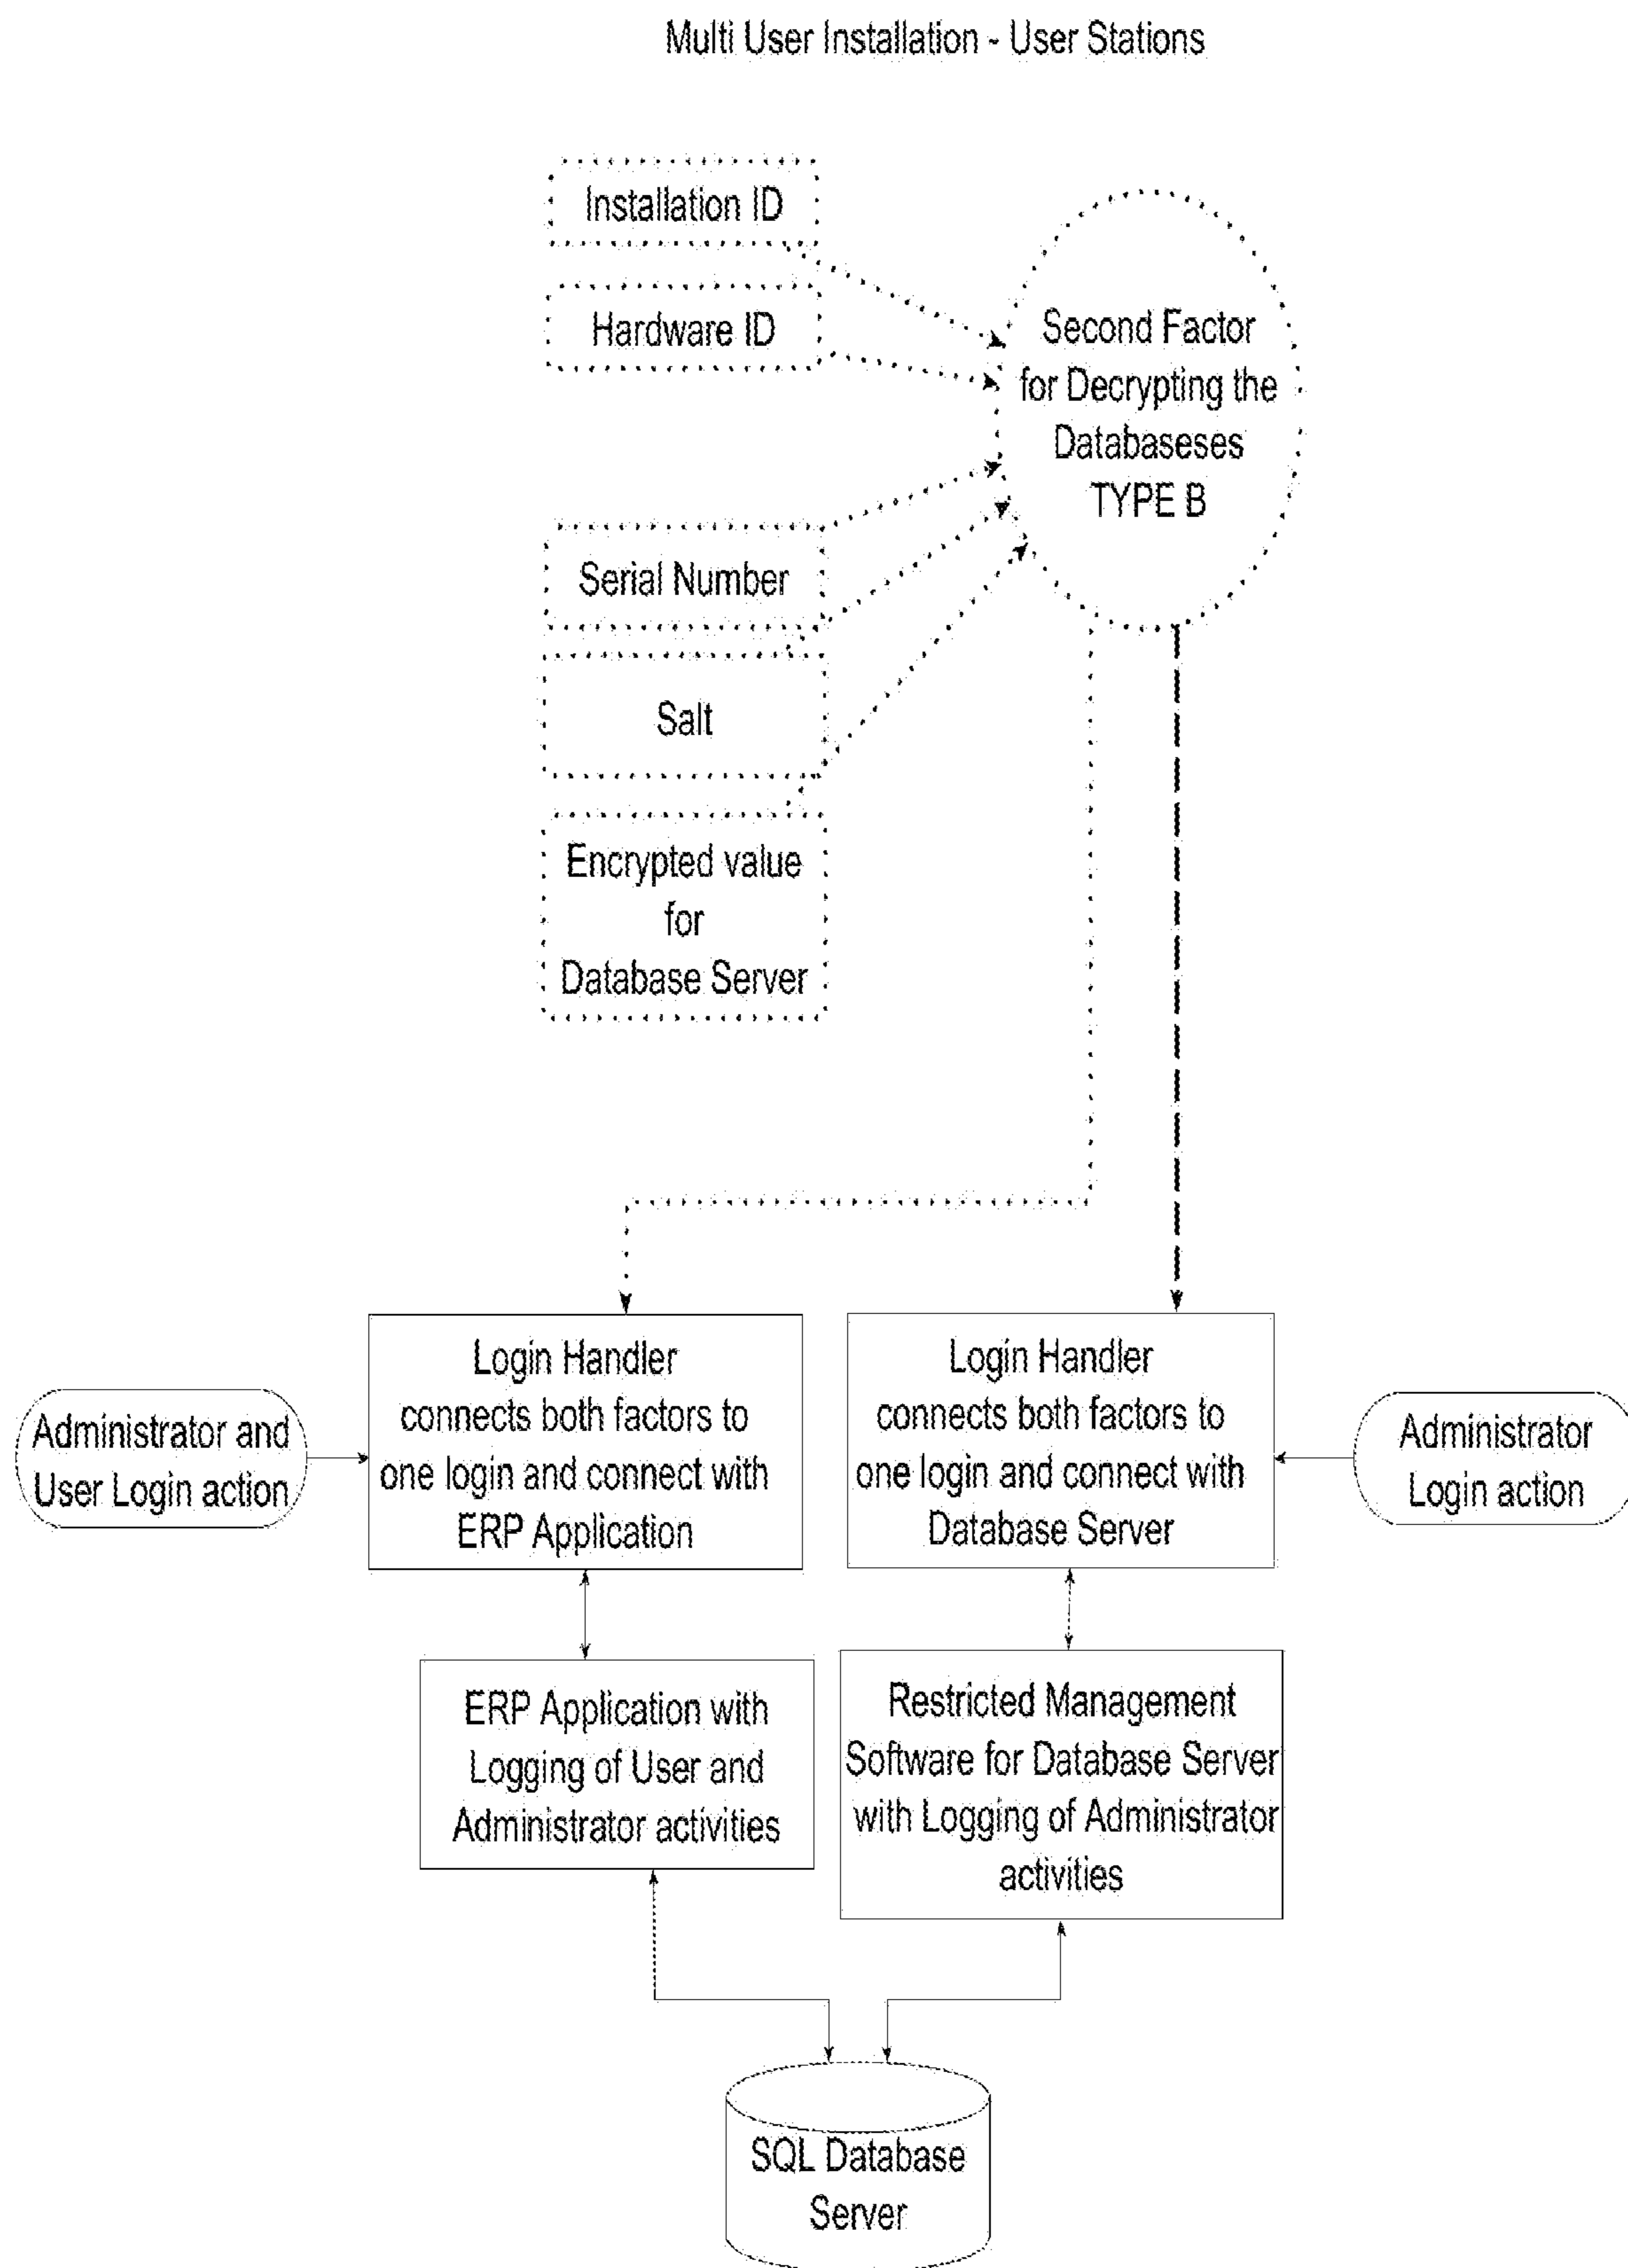 Multi User Installation - User Stations
Installation ID
Hardware ID
Second Factor
for Decrypting the
Databaseses
TYPE B
Serial Number
Salt
Encrypted value
for
Database Server
Login Handler
connects both factors to
one login and connect with
ERP Application
Login Handler
connects both factors to
one login and connect with
Database Server
Administrator and
User Login action
Administrator
Login action
ERP Application with
Logging of User and
Administrator activities
Restricted Management
Software for Database Server
with Logging of Administrator
activities
SQL Database
Server